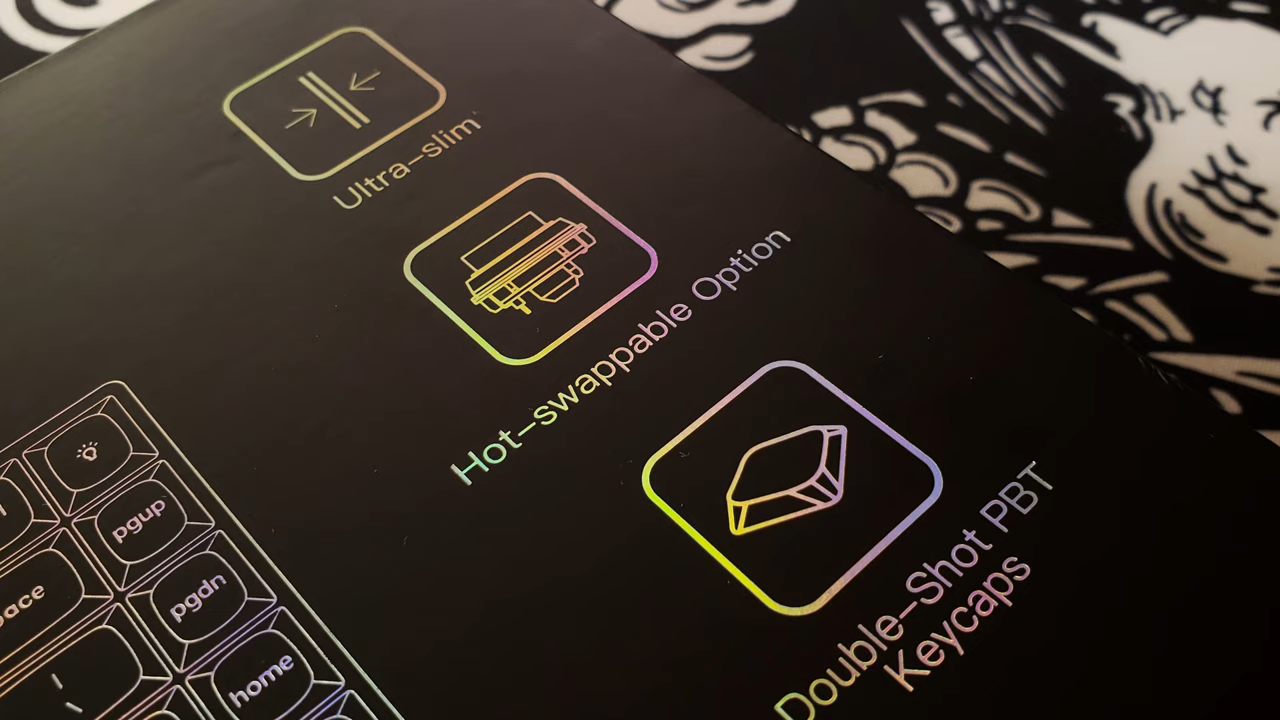 Ultra-slim
Hot-swappable Option
Double-Shot PBT
Keycaps
pgup
pgdn
home